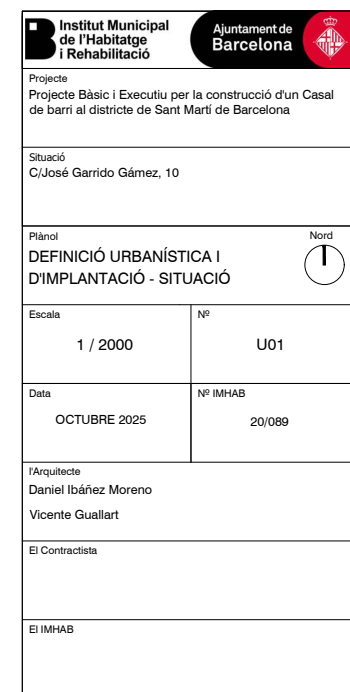 Institut Municipal
de l'Habitatge
i Rehabilitació
Ajuntament de
Barcelona
Projecte
Projecte Bàsic i Executiu per la construcció d'un Casal
de barri al districte de Sant Martí de Barcelona
Situació
C/José Garrido Gámez, 10
Plànol
Nord
DEFINICIÓ URBANÍSTICA I
D'IMPLANTACIÓ - SITUACIÓ
Escala
Nº
1 / 2000
U01
Data
Nº IMHAB
OCTUBRE 2025
20/089
l'Arquitecte
Daniel Ibáñez Moreno
Vicente Guallart
El Contractista
El IMHAB